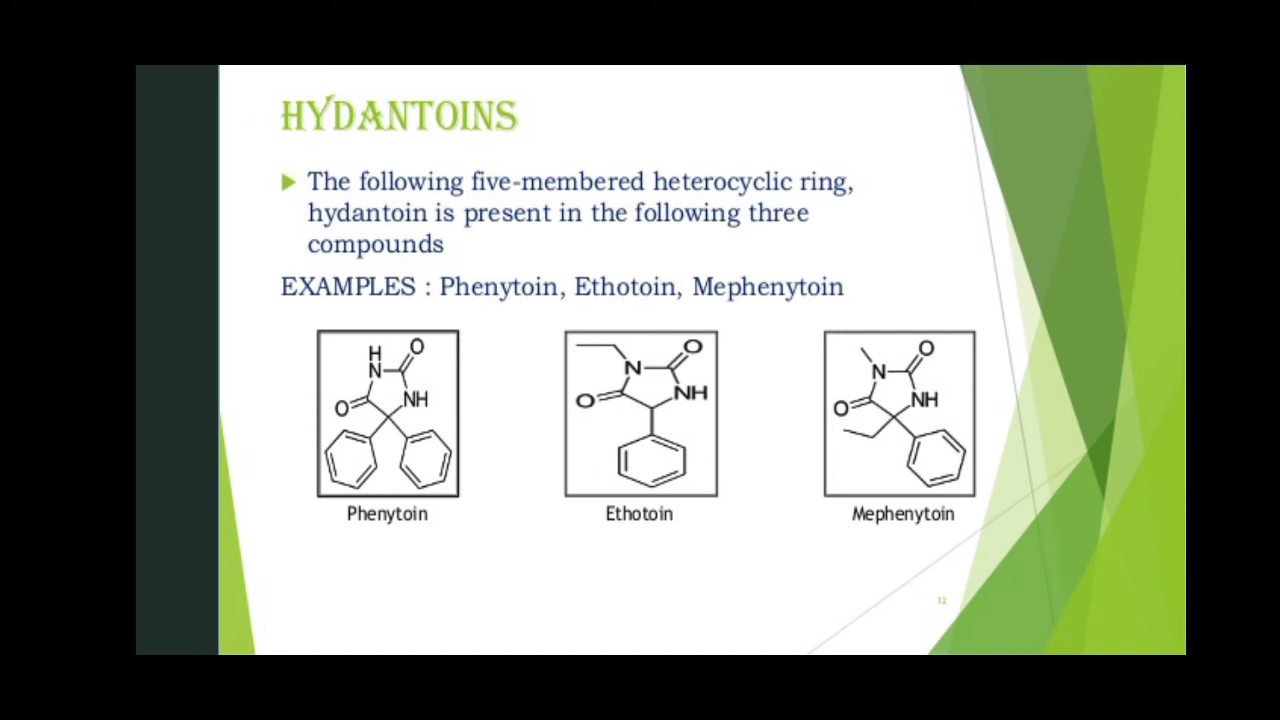 HYDANTOINS
The following five-membered heterocyclic ring,
hydantoin is present in the following three
compounds
EXAMPLES : Phenytoin, Ethotoin, Mephenytoin
H
N
O
O
NH
N
O
O
NH
N
O
O
NH
Phenytoin
Ethotoin
Mephenytoin
12